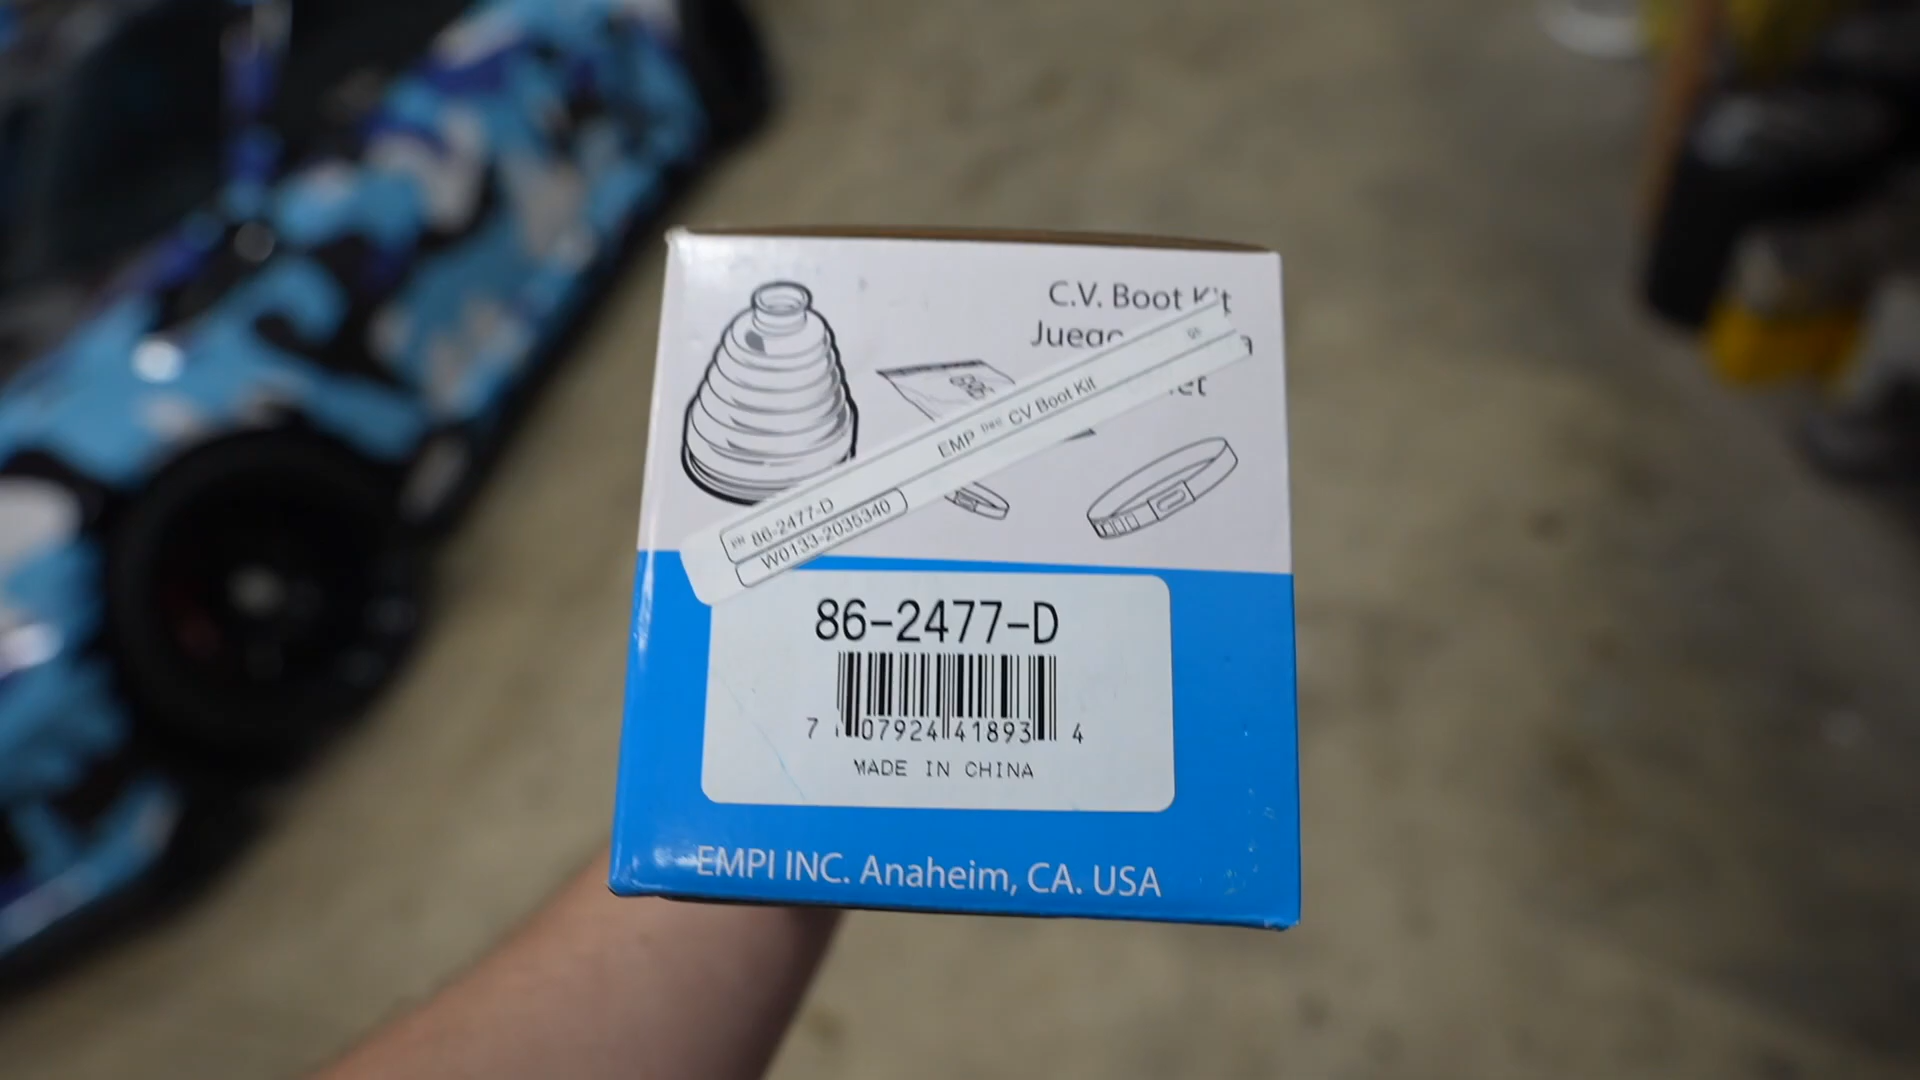 C.V. Boot Kit
Juego
EMP CV Boot Kit
86-2477-D
W0133-2035340
86-2477-D
7 07924 41893 4
MADE IN CHINA
EMPI INC. Anaheim, CA. USA